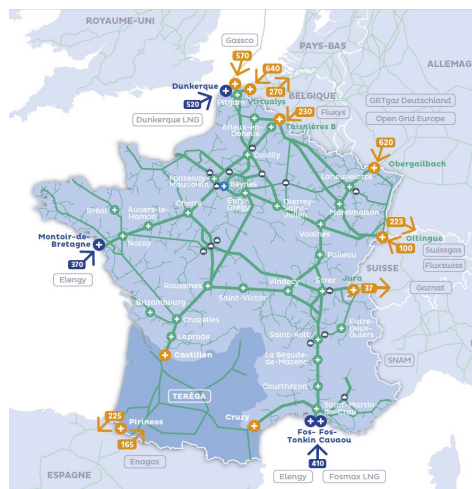 ROYAUME-UNI
PAYS-BAS
ALLEMAG
Gassco
570
640
Dunkerque
520
270
Pitgam
Virtualys
BELGIQUE
230
Fluxys
Dunkerque LNG
Arleux-en-
Gohelle
Taisnières B
GRTgaz Deutschland
Open Grid Europe
Cuvilly
620
Obergailbach
Fontenay-
Mauvoisin
Beynes
Laneuvelotte
Bréal
Auvers-le-
Hamon
Cherré
Evry-
Grégy
Dierrey-
Saint-
Julien
Morelmaison
Voisines
223
Oltingue
100
Montoir-de-
Bretagne
370
Nozay
Elengy
Swissgas
Fluxswiss
Palleau
SUISSE
Gaznat
Roussines
Vindecy
Etrez
Jura
37
Saint-Victor
Brizambourg
Chazelles
Entre-
Deux-
Guiers
Laprade
Saint-Avit
SNAM
Castillon
La Bégude-
de-Mazenc
TERÉGA
Courthézon
Saint-Martin-
de-Crau
225
Pirineos
165
Cruzy
Fos-
Tonkin
Fos-
Cavaou
Enagas
410
ESPAGNE
Elengy
Fosmax LNG